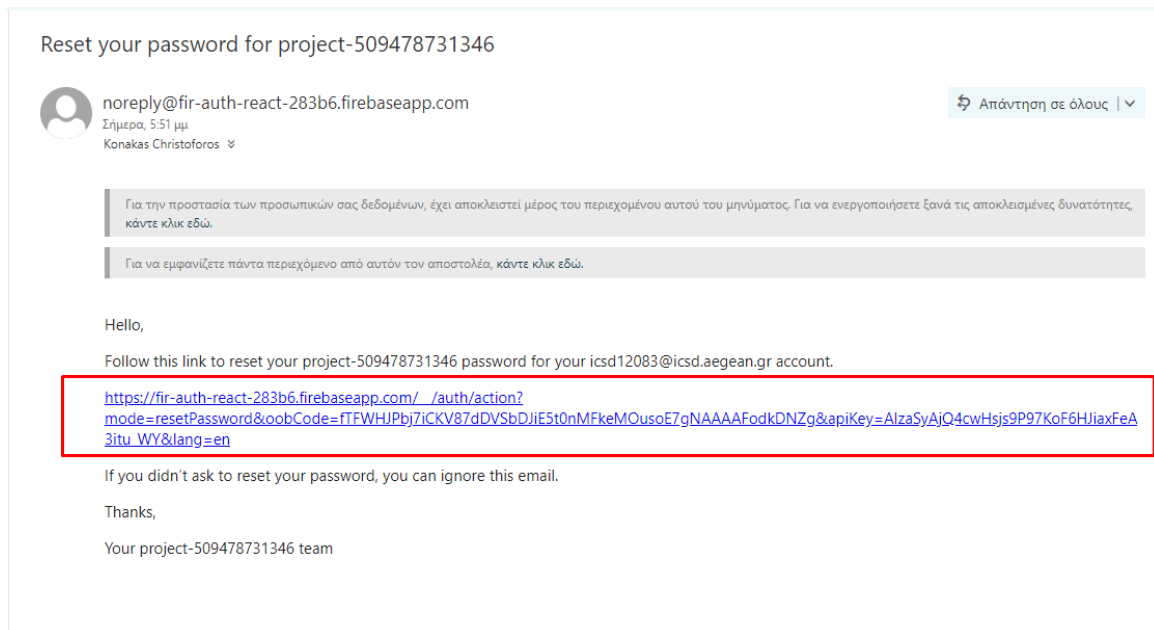 Reset your password for project-509478731346
noreply@fir-auth-react-283b6.firebaseapp.com
Απάντηση σε όλους
Σήμερα, 5:51 μμ
Konakas Christoforos
Για την προστασία των προσωπικών σας δεδομένων, έχει αποκλειστεί μέρος του περιεχομένου αυτού του μηνύματος. Για να ενεργοποιήσετε ξανά τις αποκλεισμένες δυνατότητες,
κάντε κλικ εδώ.
Για να εμφανίζετε πάντα περιεχόμενο από αυτόν τον αποστολέα, κάντε κλικ εδώ.
Hello,
Follow this link to reset your project-509478731346 password for your icsd12083@icsd.aegean.gr account.
https://fir-auth-react-283b6.firebaseapp.com/__/auth/action?
mode=resetPassword&oobCode=fTFWHJPbj7iCKV87dDVSbDJiE5t0nMFkeMOusoE7gNAAAAFodkDNZg&apiKey=AIzaSyAjQ4cwHsjs9P97KoF6HJiaxFeA
3itu_WY&lang=en
If you didn't ask to reset your password, you can ignore this email.
Thanks,
Your project-509478731346 team